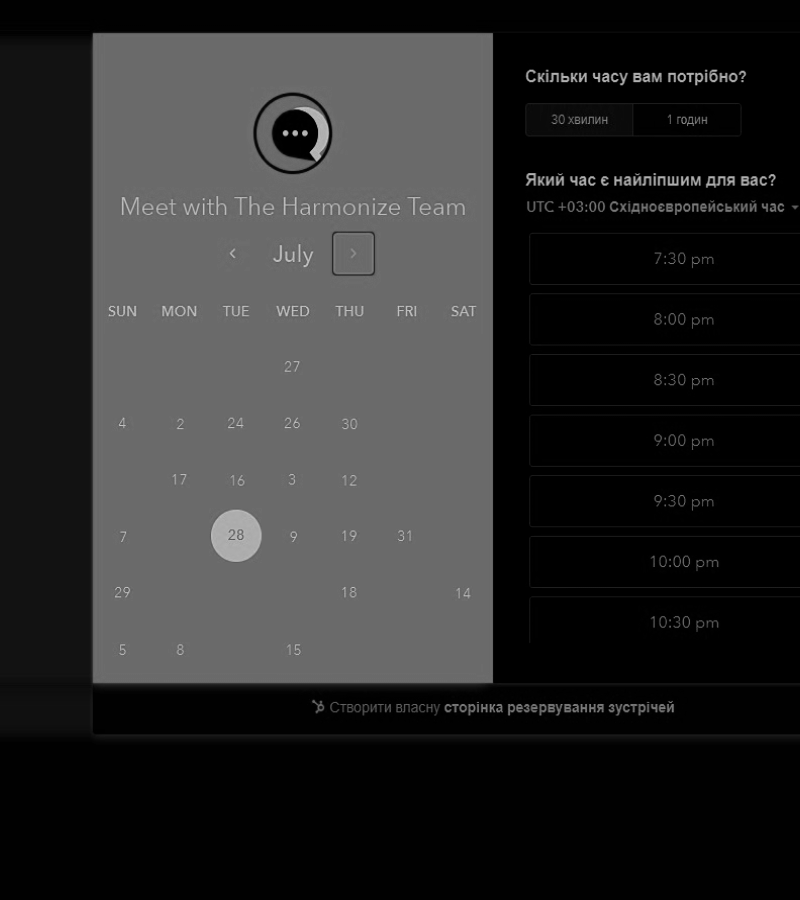 Meet with The Harmonize Team
July
SUN MON TUE WED THU FRI SAT
27
4 2 24 26 30
17 16 3 12
7 28 9 19 31
29 18 14
5 8 15
Скільки часу вам потрібно?
30 хвилин 1 годин
Який час є найліпшим для вас?
UTC +03:00 Східноєвропейський час
7:30 pm
8:00 pm
8:30 pm
9:00 pm
9:30 pm
10:00 pm
10:30 pm
Створити власну сторінка резервування зустрічей